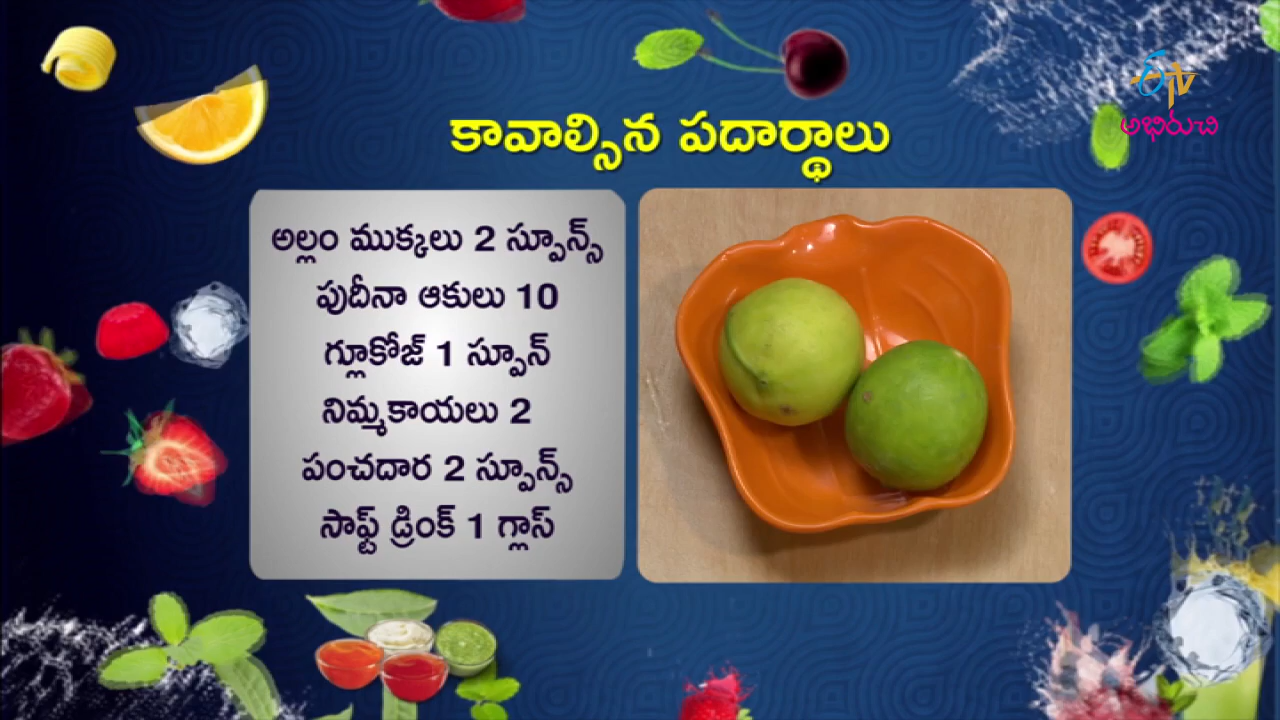 ETV
అభిరుచి
కావాల్సిన పదార్థాలు
అల్లం ముక్కలు 2 స్పూన్స్
పుదీనా ఆకులు 10
గ్లూకోజ్ 1 స్పూన్
నిమ్మకాయలు 2
పంచదార 2 స్పూన్స్
సాఫ్ట్ డ్రింక్ 1 గ్లాస్